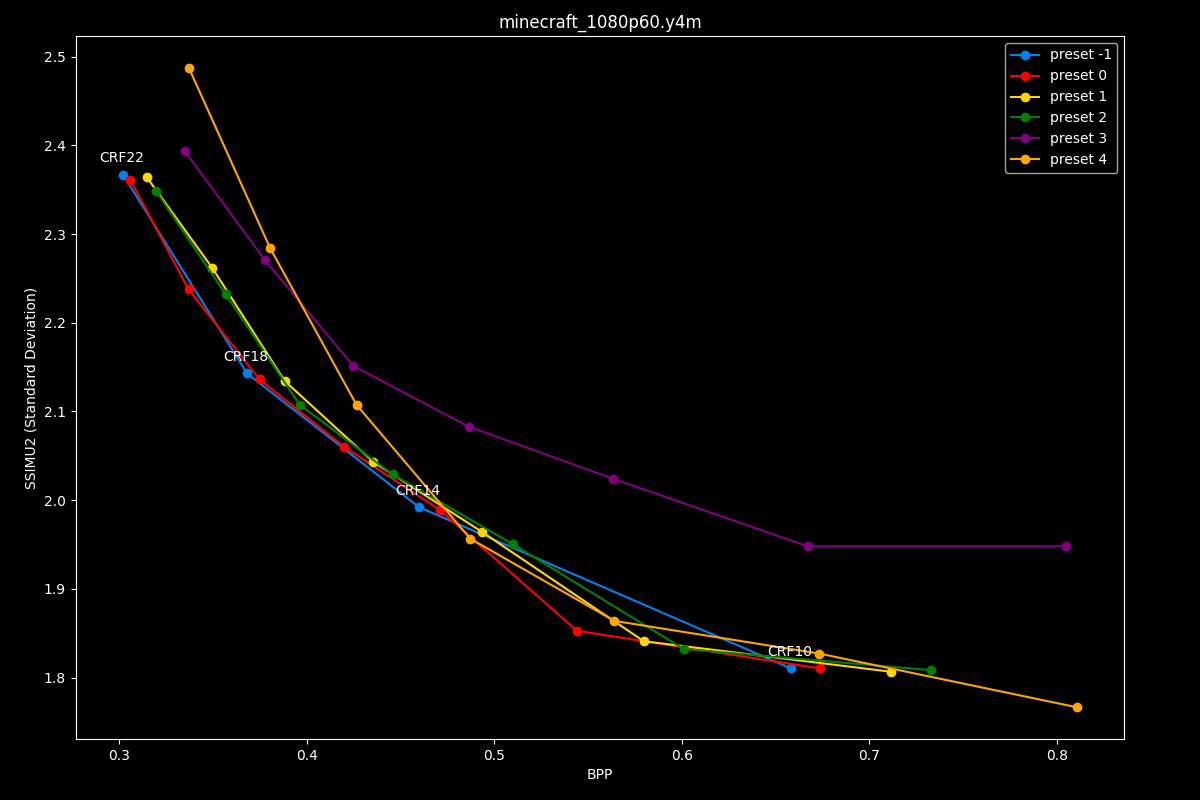 minecraft_1080p60.y4m
preset -1
preset 0
preset 1
preset 2
preset 3
preset 4
2.5
2.4
2.3
2.2
2.1
2.0
1.9
1.8
SSIMU2 (Standard Deviation)
CRF22
CRF18
CRF14
CRF10
0.3
0.4
0.5
0.6
0.7
0.8
BPP